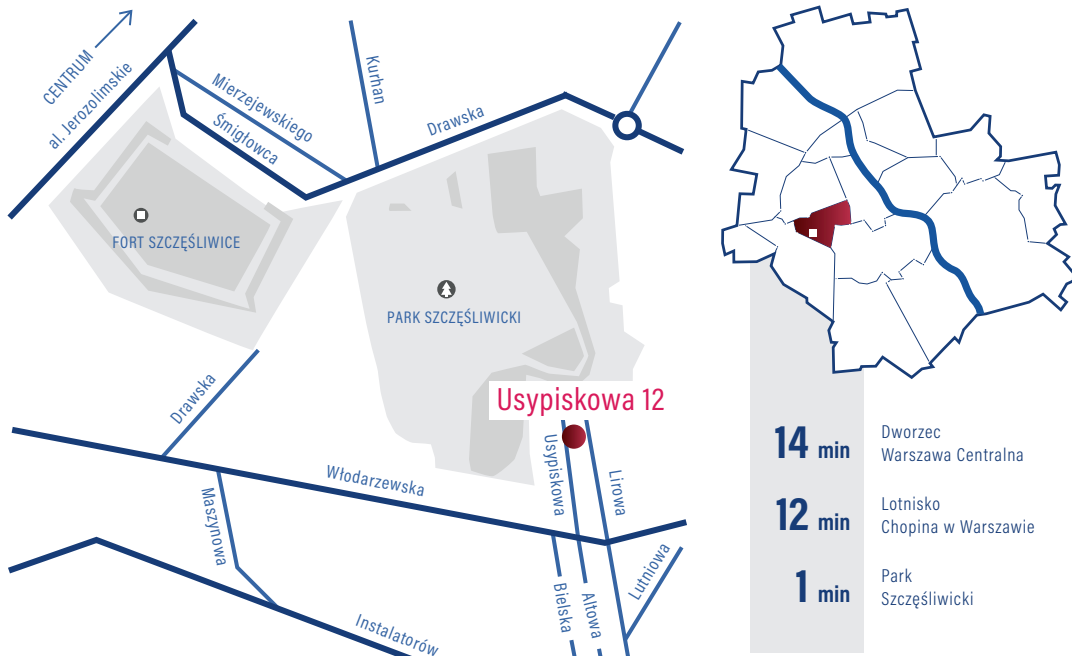 CENTRUM
al. Jerozolimskie
Mierzejewskiego
Śmigłowca
Kurhan
Drawska
FORT SZCZĘŚLIWICE
PARK SZCZĘŚLIWICKI
Usypiskowa 12
Drawska
Włodarzewska
Usypiskowa
Lirowa
Maszynowa
Instalatorów
Bielska
Altowa
Lutniowa
14 min
Dworzec
Warszawa Centralna
12 min
Lotnisko
Chopina w Warszawie
1 min
Park
Szczęśliwicki